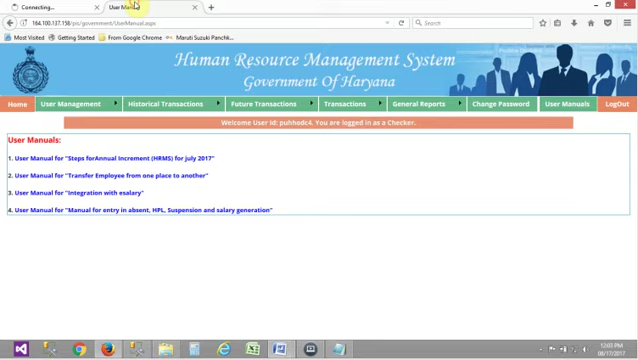 Connecting...
User Man
164.100.137.158/ps/government/UserManual.aspx
Search
Most Visited Getting Started From Google Chrome Maruti Suzuki Panchk...
Human Resource Management System
Government Of Haryana
Home User Management Historical Transactions Future Transactions Transactions General Reports Change Password User Manuals LogOut
Welcome User Id: puhhodc4. You are logged in as a Checker.
User Manuals:
1. User Manual for "Steps forAnnual Increment (HRMS) for july 2017"
2. User Manual for "Transfer Employee from one place to another"
3. User Manual for "Integration with esalary"
4. User Manual for "Manual for entry in absent, HPL, Suspension and salary generation"
12:03 PM
08/17/2017